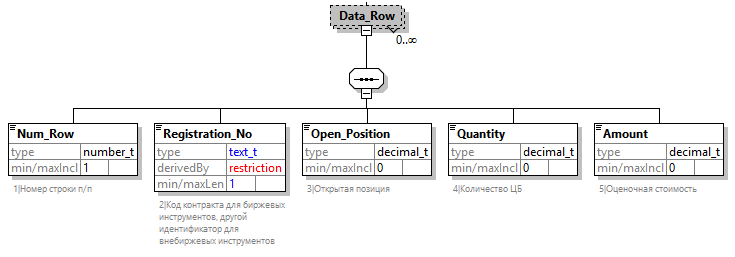 Data_Row
0..∞
Num_Row
type number_t
min/maxIncl 1
1|Номер строки п/п
Registration_No
type text_t
derivedBy restriction
min/maxLen 1
2|Код контракта для биржевых
инструментов, другой
идентификатор для
внебиржевых инструментов
Open_Position
type decimal_t
min/maxIncl 0
3|Открытая позиция
Quantity
type decimal_t
min/maxIncl 0
4|Количество ЦБ
Amount
type decimal_t
min/maxIncl 0
5|Оценочная стоимость